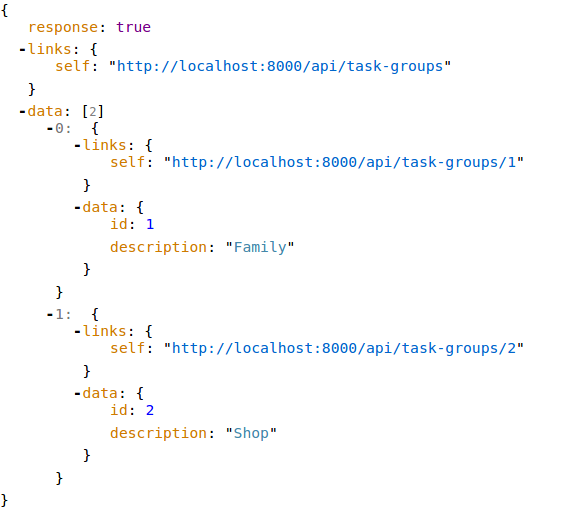 {
response: true
-links: {
self: "http://localhost:8000/api/task-groups"
}
-data: [2]
-0: {
-links: {
self: "http://localhost:8000/api/task-groups/1"
}
-data: {
id: 1
description: "Family"
}
}
-1: {
-links: {
self: "http://localhost:8000/api/task-groups/2"
}
-data: {
id: 2
description: "Shop"
}
}
}